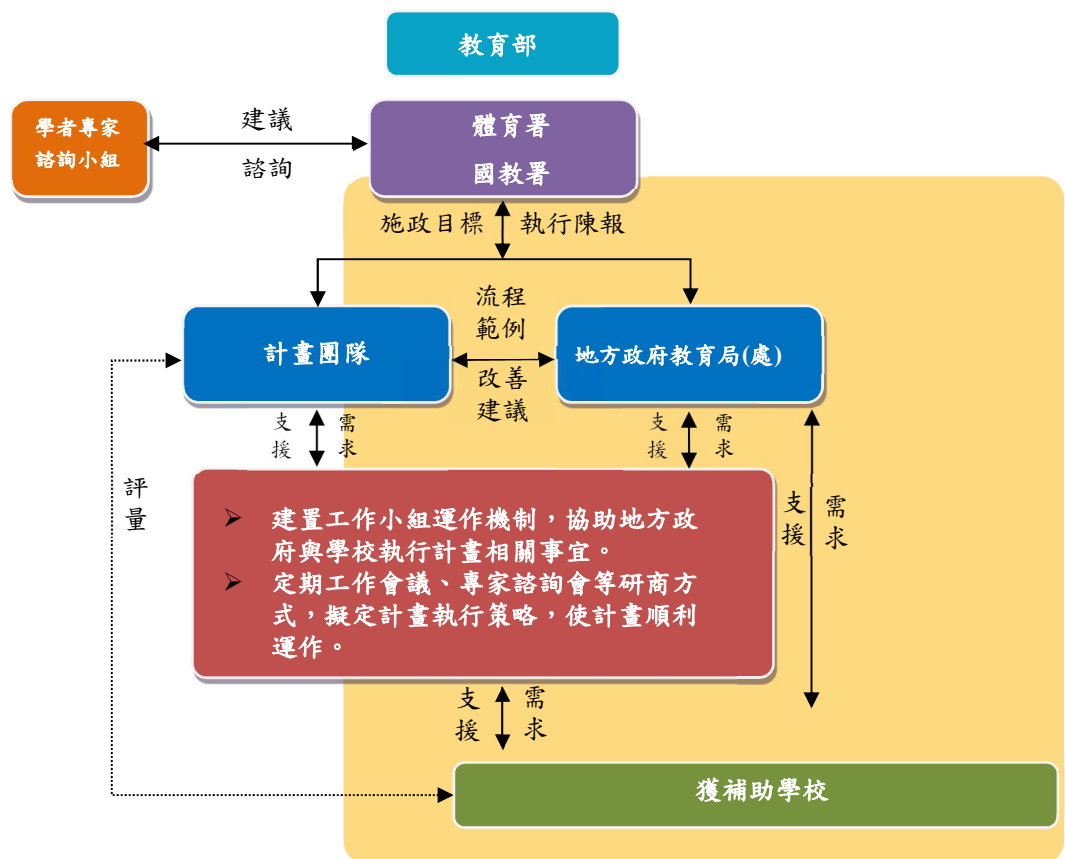 教育部
學者專家
諮詢小組
建議
諮詢
體育署
國教署
施政目標
執行陳報
計畫團隊
流程
範例
改善
建議
地方政府教育局(處)
支援
需求
支援
需求
評量
➢ 建置工作小組運作機制，協助地方政
府與學校執行計畫相關事宜。
➢ 定期工作會議、專家諮詢會等研商方
式，擬定計畫執行策略，使計畫順利
運作。
支援
需求
支援
需求
獲補助學校